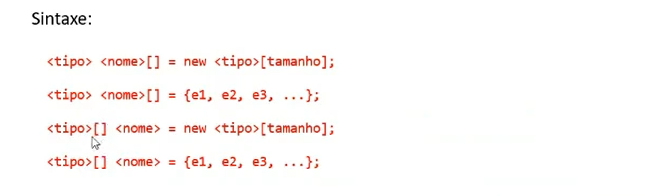 Sintaxe:
<tipo> <nome>[] = new <tipo>[tamanho];
<tipo> <nome>[] = {e1, e2, e3, ...};
<tipo>[] <nome> = new <tipo>[tamanho];
<tipo>[] <nome> = {e1, e2, e3, ...};